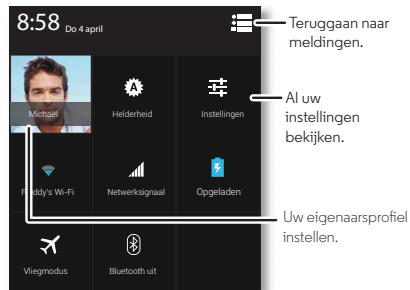 8:58 Do 4 april
Teruggaan naar
meldingen.
Michael
Helderheid
Instellingen
Al uw
instellingen
bekijken.
Freddy's Wi-Fi
Netwerksignaal
Opgeladen
Uw eigenaarsprofiel
instellen.
Vliegmodus
Bluetooth uit